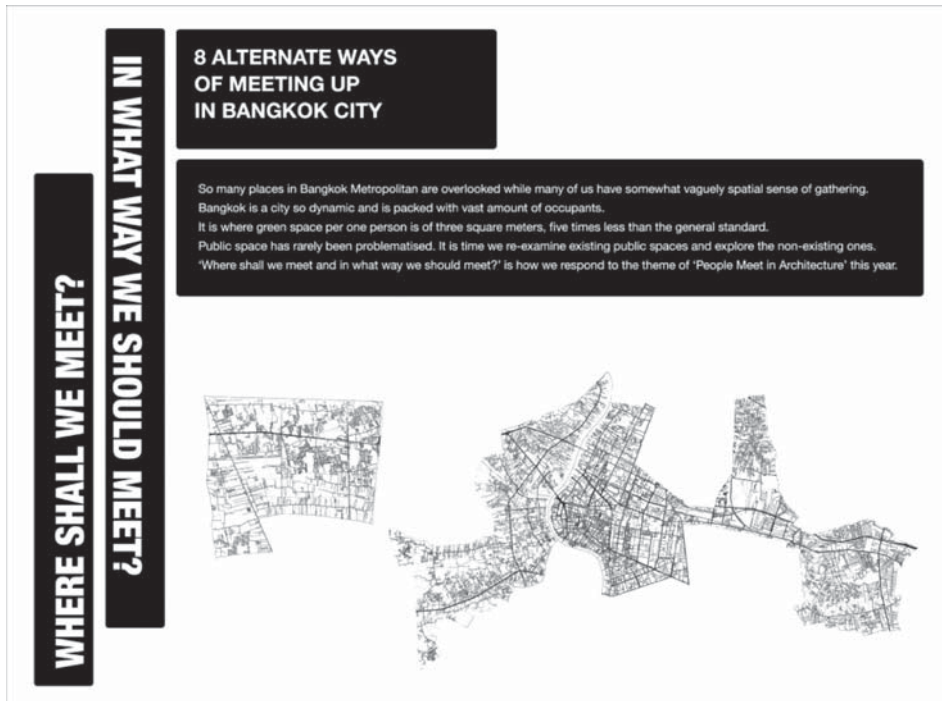 WHERE SHALL WE MEET?
IN WHAT WAY WE SHOULD MEET?
8 ALTERNATE WAYS
OF MEETING UP
IN BANGKOK CITY
So many places in Bangkok Metropolitan are overlooked while many of us have somewhat vaguely spatial sense of gathering.
Bangkok is a city so dynamic and is packed with vast amount of occupants.
It is where green space per one person is of three square meters, five times less than the general standard.
Public space has rarely been problematised. It is time we re-examine existing public spaces and explore the non-existing ones.
‘Where shall we meet and in what way we should meet?’ is how we respond to the theme of ‘People Meet in Architecture’ this year.